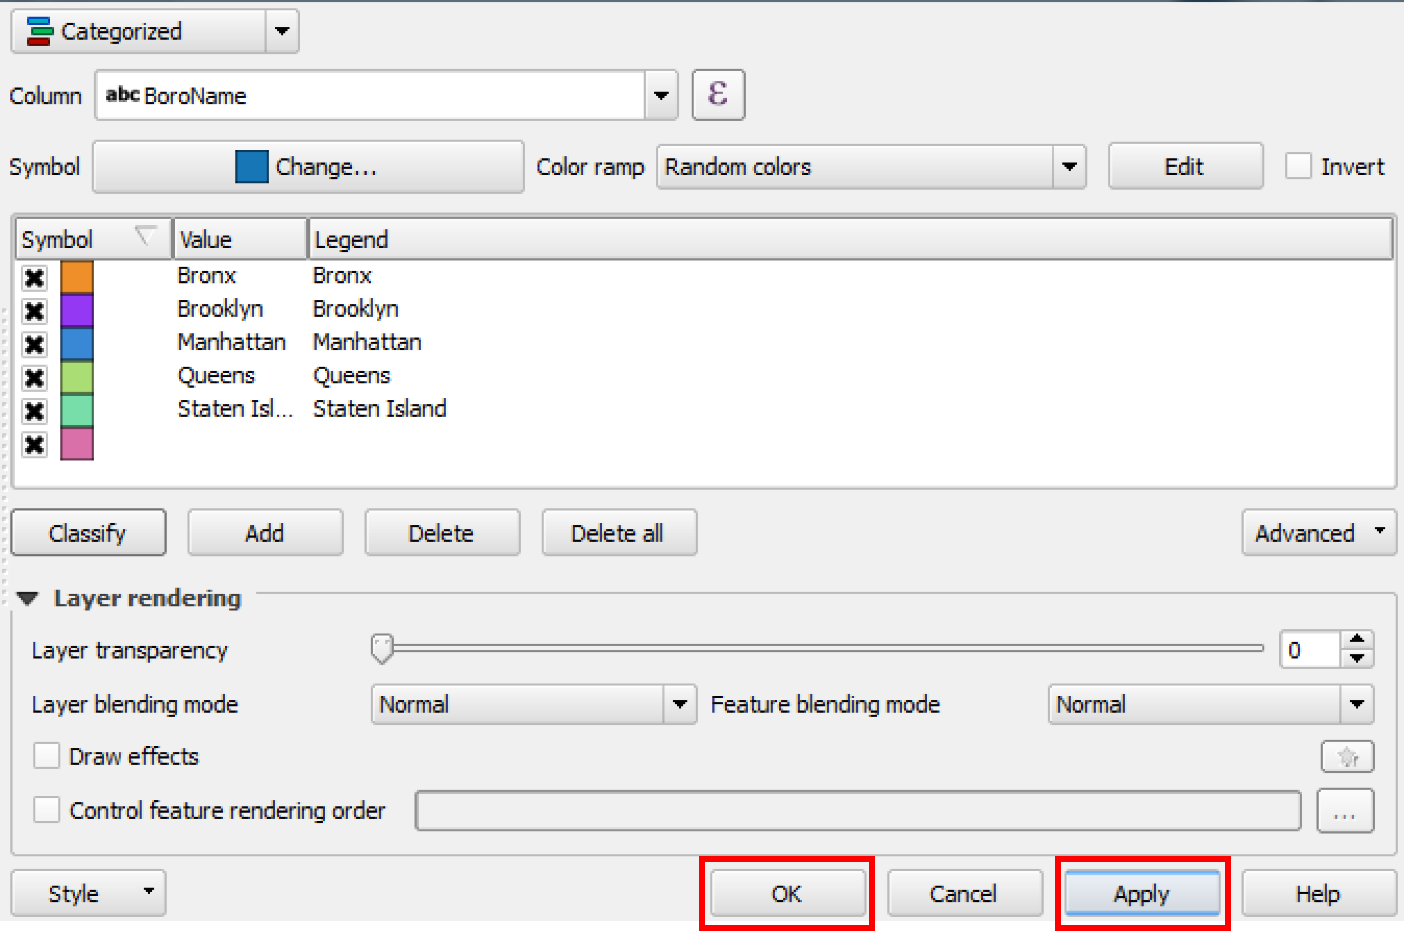 Categorized
Column abc BoroName ε
Symbol Change... Color ramp Random colors Edit Invert
Symbol Value Legend
Bronx Bronx
Brooklyn Brooklyn
Manhattan Manhattan
Queens Queens
Staten Isl... Staten Island
Classify Add Delete Delete all Advanced
Layer rendering
Layer transparency 0
Layer blending mode Normal Feature blending mode Normal
Draw effects
Control feature rendering order ...
Style OK Cancel Apply Help